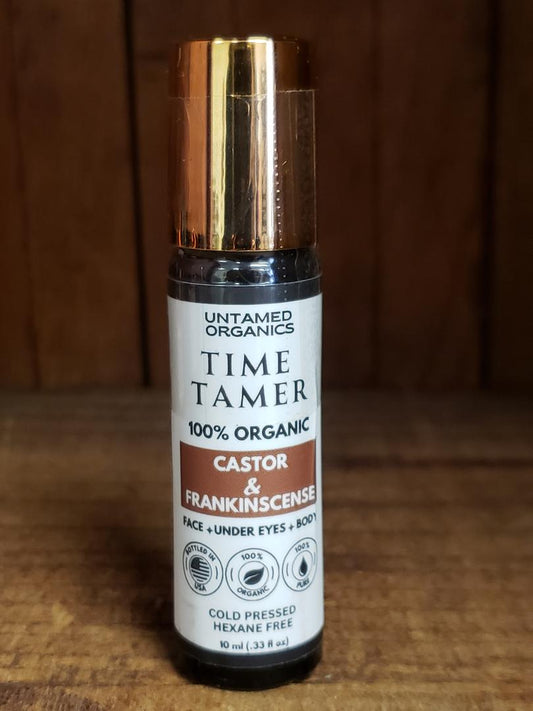 UNTAMED
ORGANICS
TIME
TAMER
100% ORGANIC
CASTOR
&
FRANKINSCENSE
FACE + UNDER EYES + BODY
BOTTLED IN
USA
100%
ORGANIC
100%
PURE
COLD PRESSED
HEXANE FREE
10 ml (.33 fl oz)